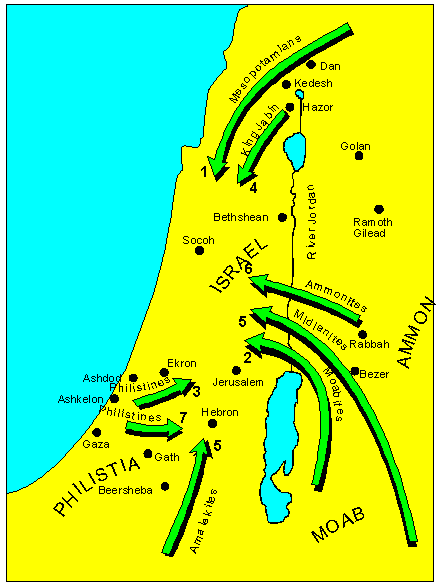 Mesopotamians
Dan
Kedesh
King Jabin
Hazor
1
4
Golan
Bethshean
River Jordan
Ramoth
Gilead
Socoh
ISRAEL
6
Ammonites
AMMON
5
Midianites
Rabbah
2
Ekron
Bezer
Ashdod
Philistines
3
Jerusalem
Moabites
Ashkelon
Philistines
7
Hebron
Gaza
5
Gath
PHILISTIA
Beersheba
Amalekites
MOAB